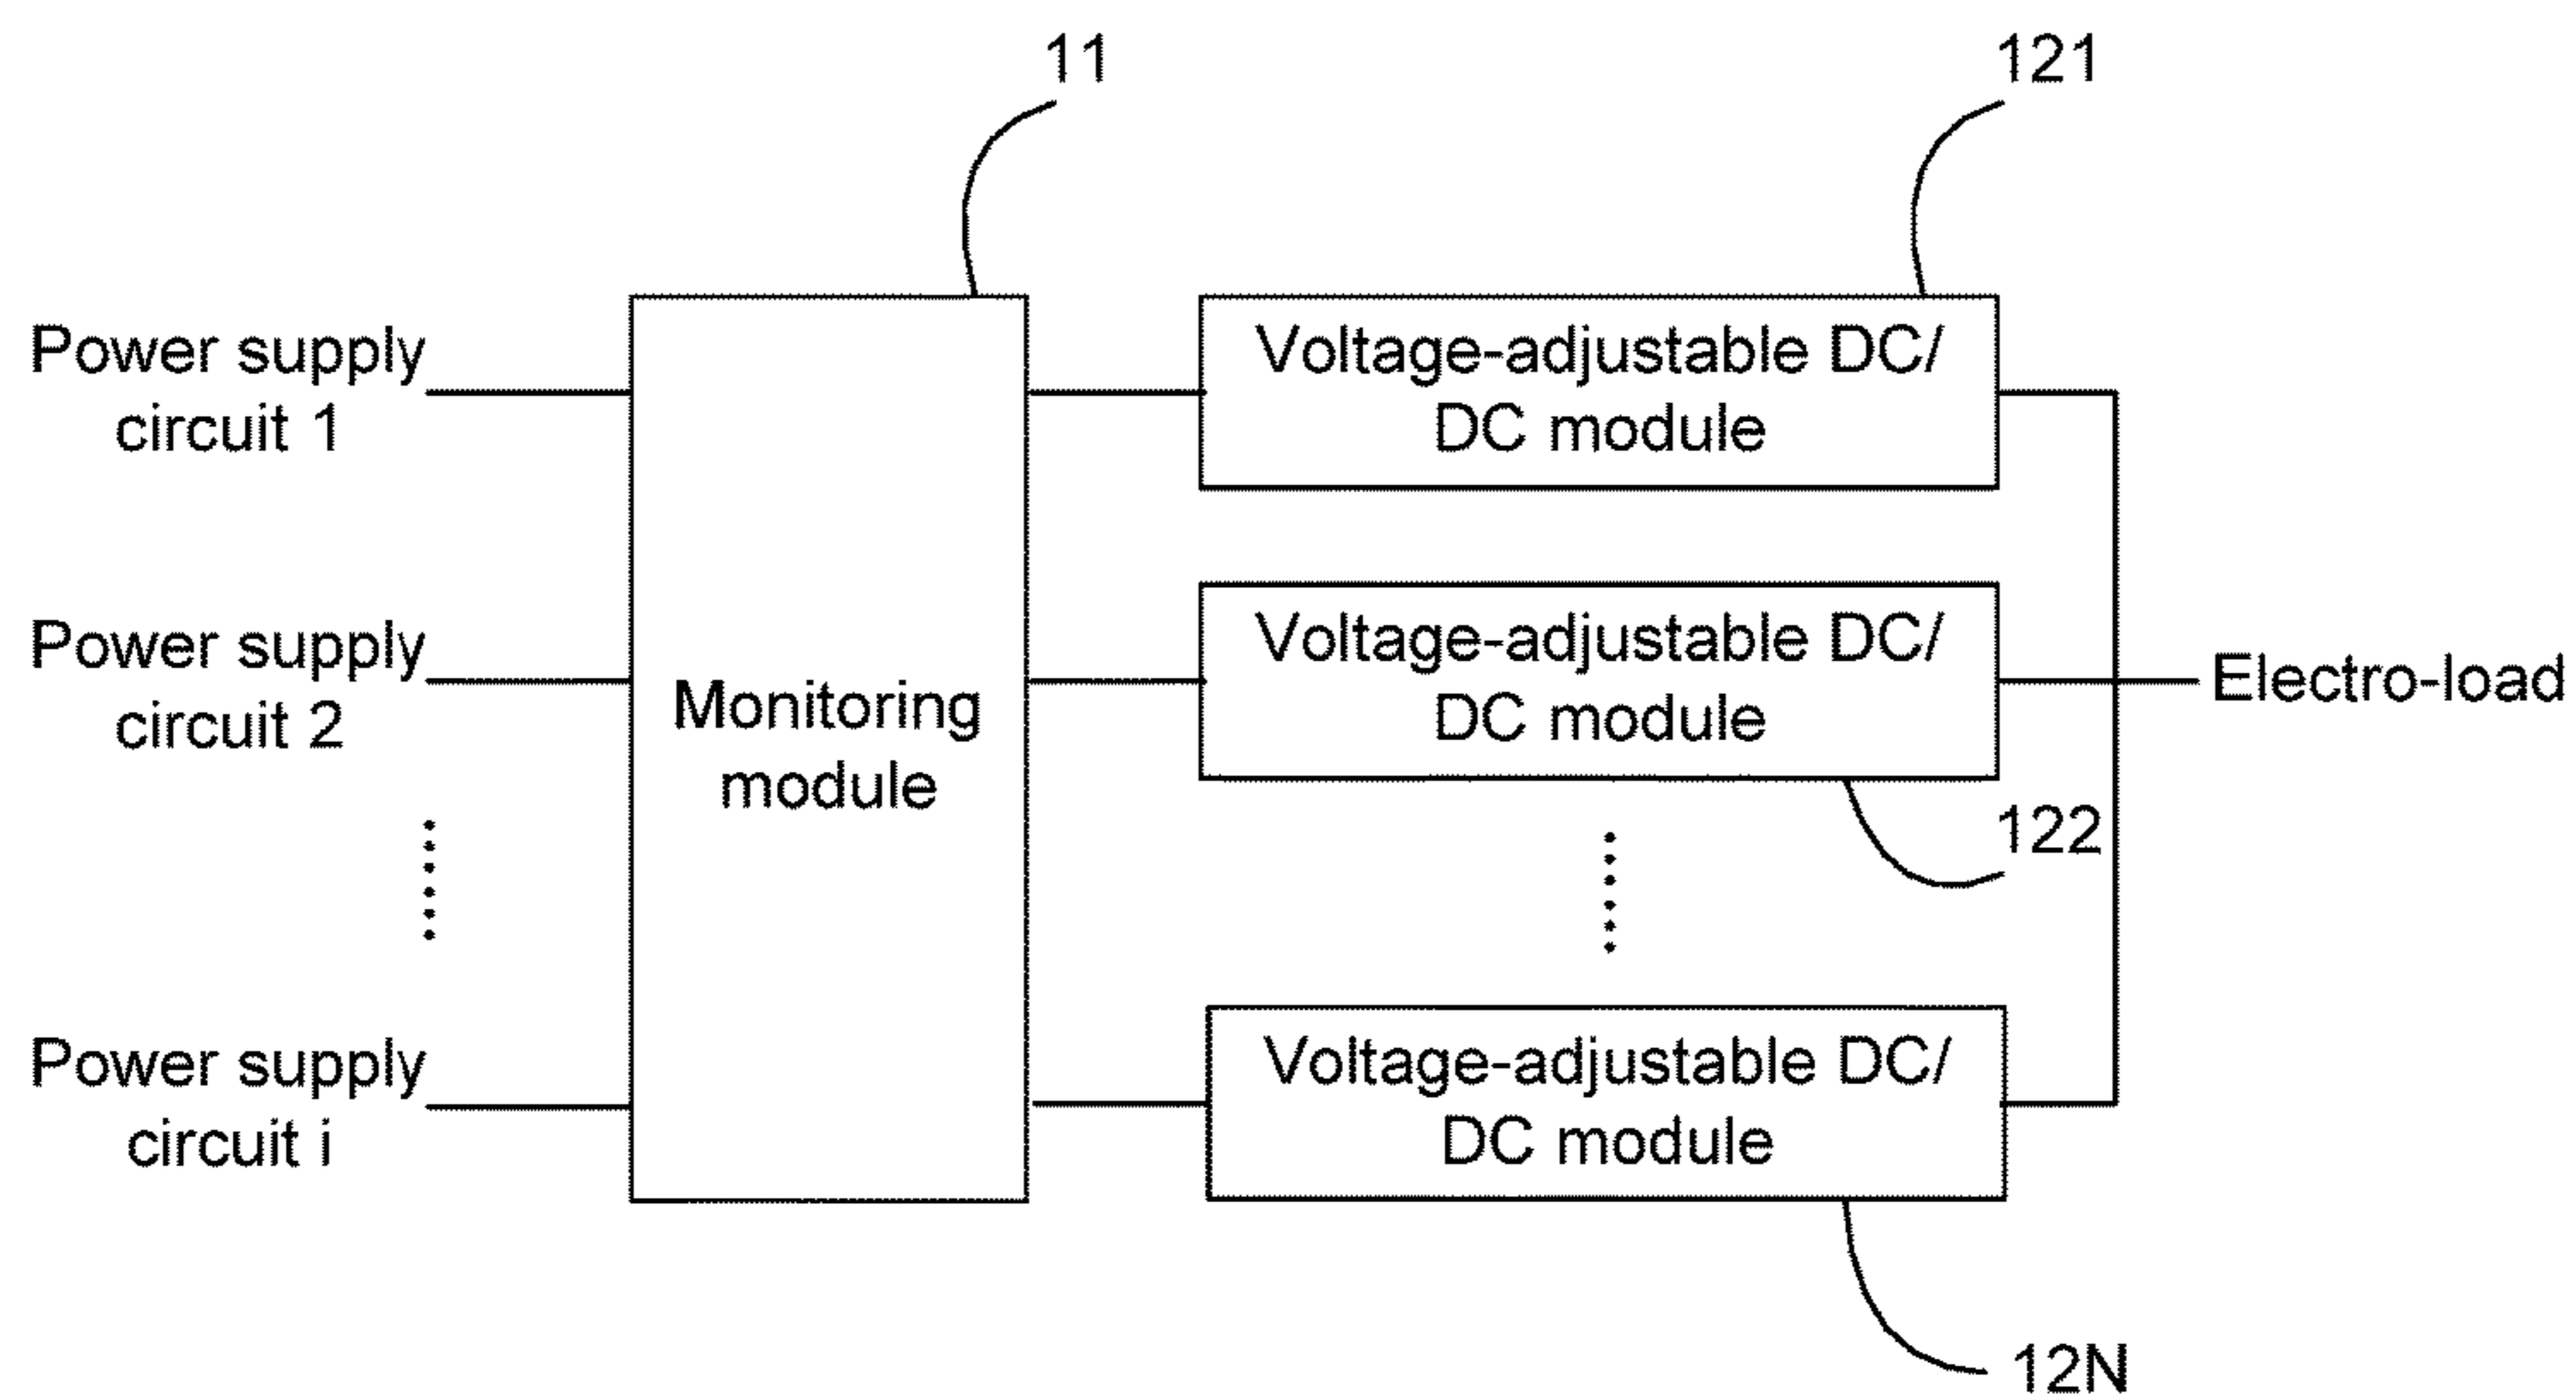 11
121
Power supply
circuit 1
Voltage-adjustable DC/
DC module
Power supply
circuit 2
Monitoring
module
Voltage-adjustable DC/
DC module
Electro-load
122
Power supply
circuit i
Voltage-adjustable DC/
DC module
12N